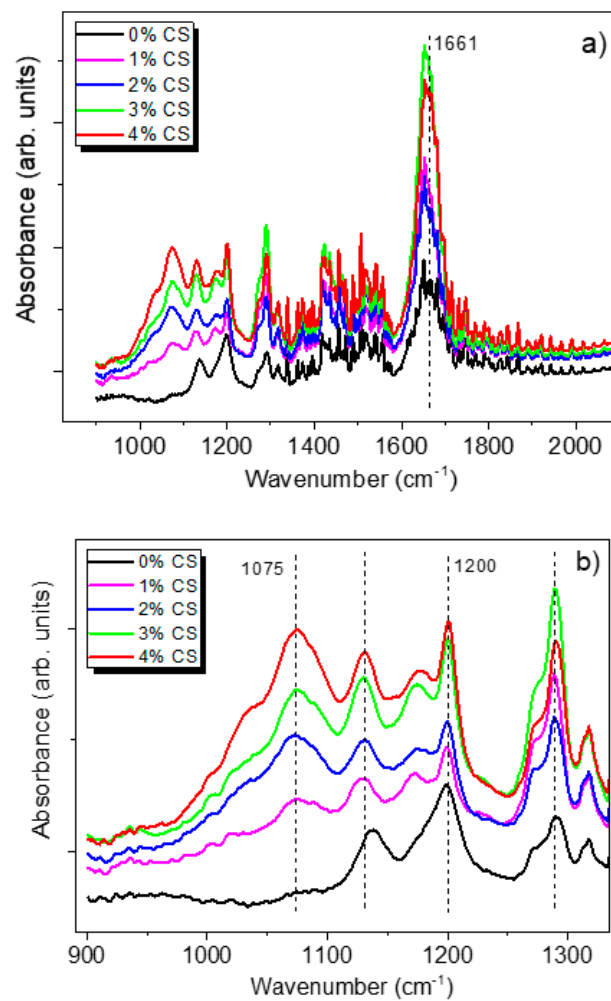 0% CS
1% CS
2% CS
3% CS
4% CS
1661
a)
Absorbance (arb. units)
1000 1200 1400 1600 1800 2000
Wavenumber (cm⁻¹)
0% CS
1% CS
2% CS
3% CS
4% CS
1075
1200
b)
Absorbance (arb. units)
900 1000 1100 1200 1300
Wavenumber (cm⁻¹)